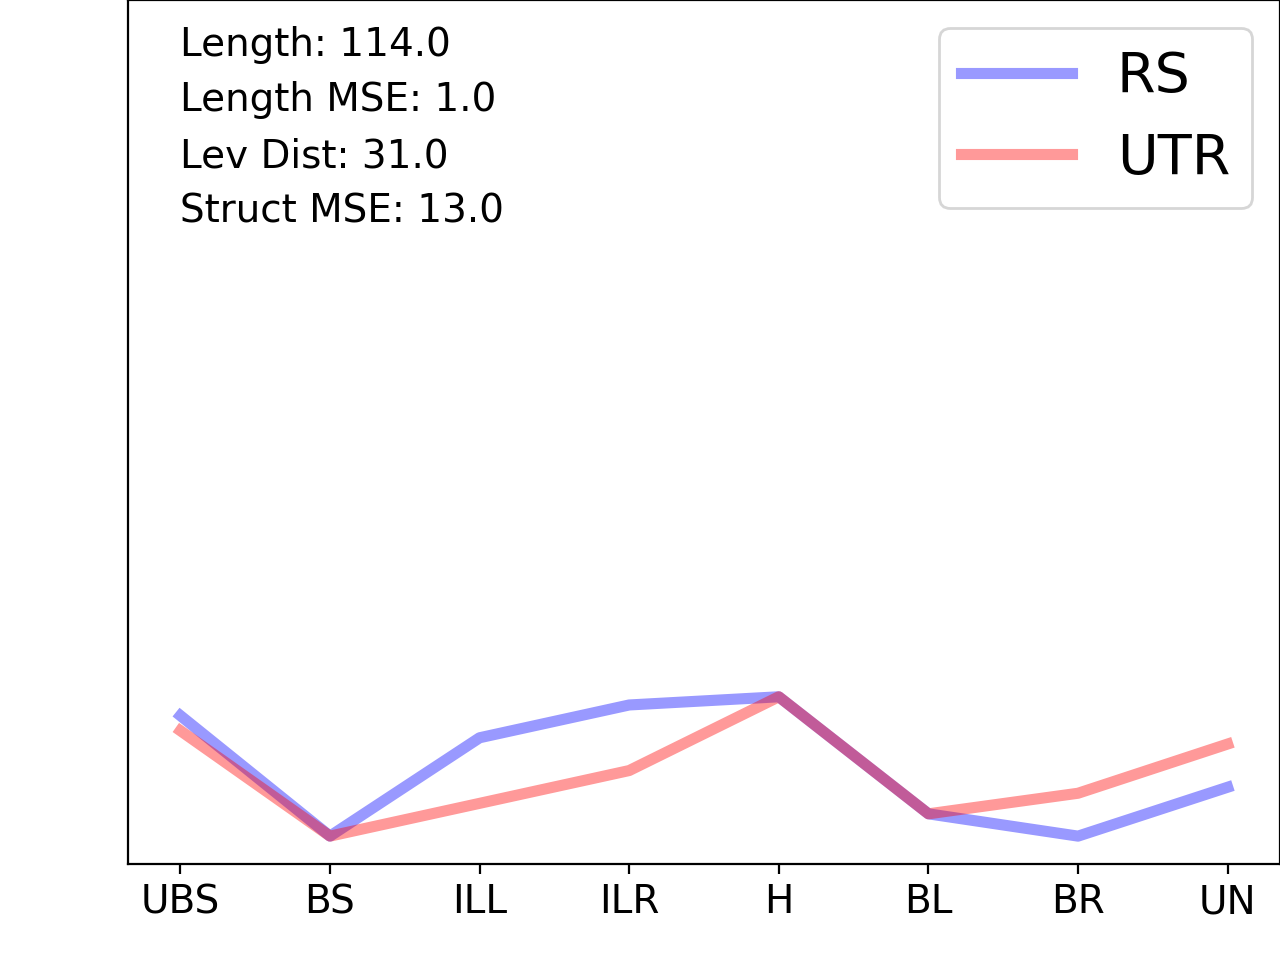 Length: 114.0
Length MSE: 1.0
Lev Dist: 31.0
Struct MSE: 13.0
RS
UTR
UBS BS ILL ILR H BL BR UN